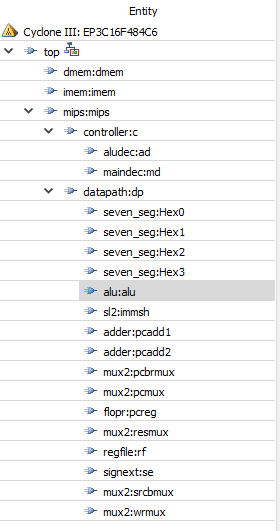 Entity
Cyclone III: EP3C16F484C6
top
dmem:dmem
imem:imem
mips:mips
controller:c
aludec:ad
maindec:md
datapath:dp
seven_seg:Hex0
seven_seg:Hex1
seven_seg:Hex2
seven_seg:Hex3
alu:alu
sl2:immsh
adder:pcadd1
adder:pcadd2
mux2:pcbrmux
mux2:pcmux
flopr:pcreg
mux2:resmux
regfile:rf
signext:se
mux2:srcbmux
mux2:wrmux